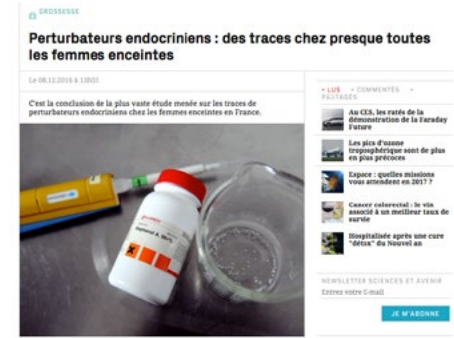 GROSSESSE
Perturbateurs endocriniens : des traces chez presque toutes
les femmes enceintes
Le 08.12.2016 à 13h03
C'est la conclusion de la plus vaste étude menée sur les traces de
perturbateurs endocriniens chez les femmes enceintes en France.
+ LUS + COMMENTÉS +
PARTAGÉS
Au CES, les ratés de la
démonstration de la Faraday
Future
Les pics d'ozone
troposphérique sont de plus
en plus précoces
Espace : quelles missions
vous attendent en 2017 ?
Cancer colorectal : le vin
associé à un meilleur taux de
survie
Hospitalisée après une cure
"détox" du Nouvel an
NEWSLETTER SCIENCES ET AVENIR
Entrez votre E-mail
JE M'ABONNE